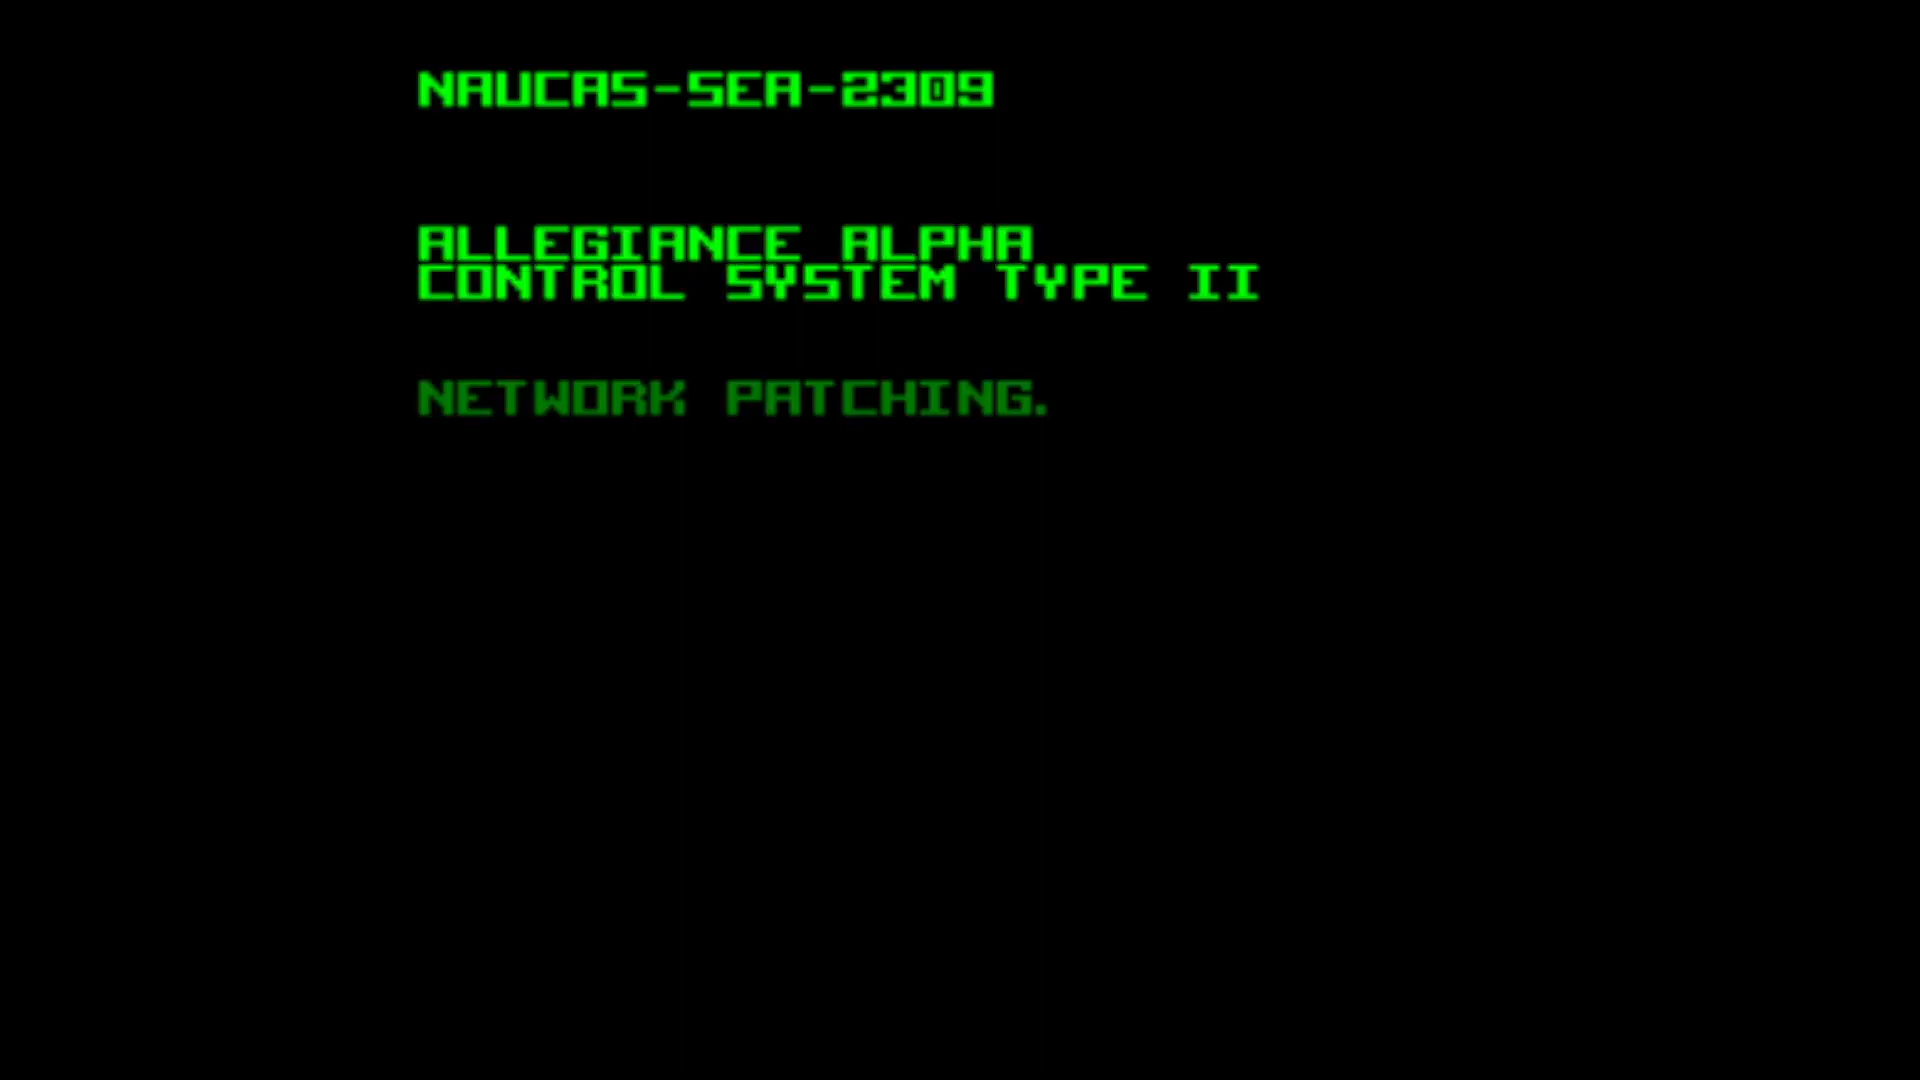 NAUCAS-SEA-2309
ALLEGIANCE ALPHA
CONTROL SYSTEM TYPE II
NETWORK PATCHING.